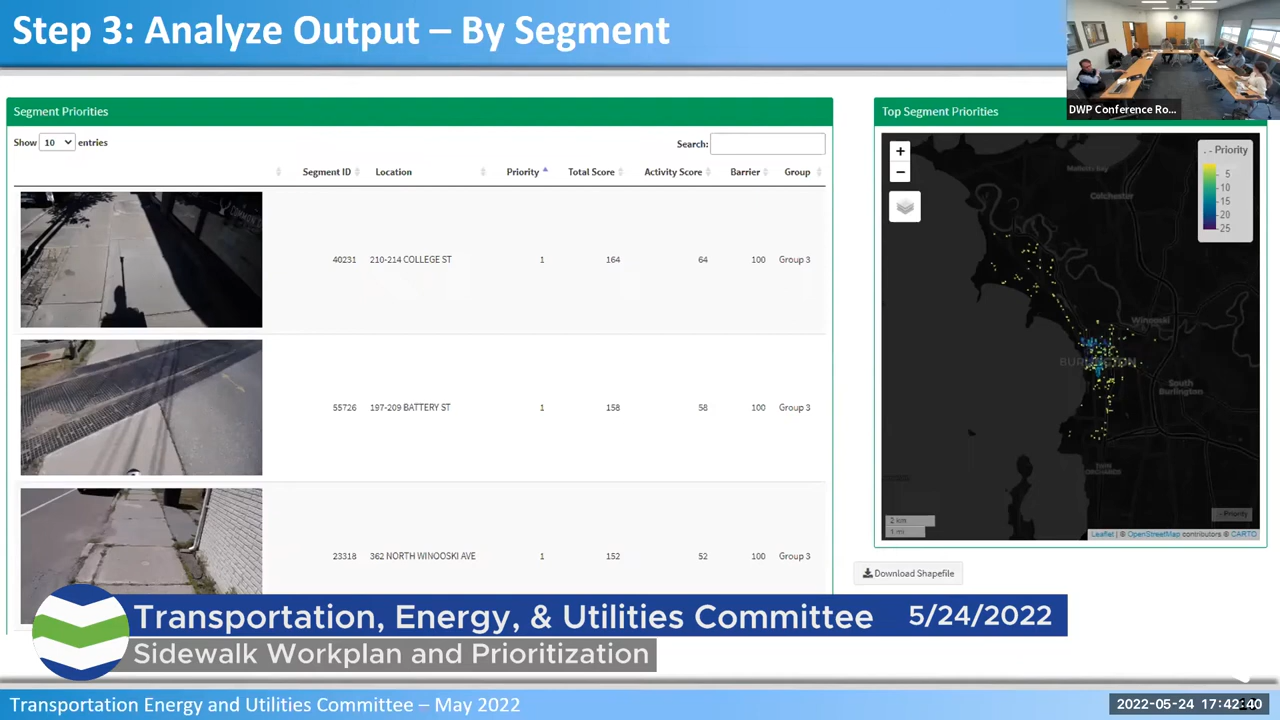 Step 3: Analyze Output – By Segment
DWP Conference Ro...
Segment Priorities
Show 10 entries
Search:
Segment ID Location Priority Total Score Activity Score Barrier Group
40231 210-214 COLLEGE ST 1 164 64 100 Group 3
55726 197-209 BATTERY ST 1 158 58 100 Group 3
23318 362 NORTH WINOOSKI AVE 1 152 52 100 Group 3
Top Segment Priorities
+
−
. - Priority
5
10
15
20
25
Colchester
Winooski
BURLINGTON
South
Burlington
2 km
1 mi
- Priority
Leaflet | © OpenStreetMap contributors © CARTO
Download Shapefile
Transportation, Energy, & Utilities Committee 5/24/2022
Sidewalk Workplan and Prioritization
Transportation Energy and Utilities Committee – May 2022
2022-05-24 17:42:40